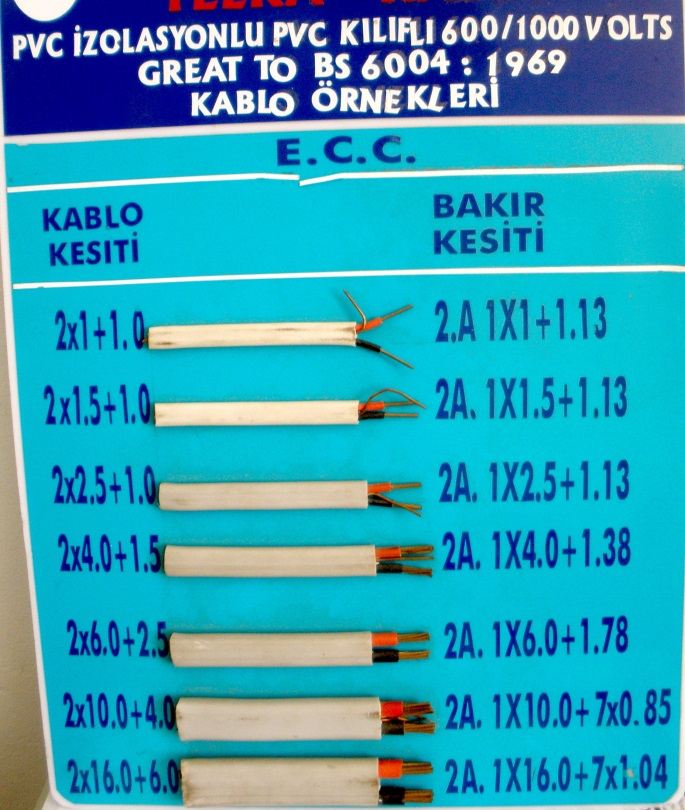 PVC İZOLASYONLU PVC KILIFLI 600/1000 VOLTS
GREAT TO BS 6004 : 1969
KABLO ÖRNEKLERİ
E.C.C.
KABLO KESITİ
BAKIR KESİTİ
2x1+1.0 2.A 1X1+1.13
2x1.5+1.0 2A. 1X1.5+1.13
2x2.5+1.0 2A. 1X2.5+1.13
2x4.0+1.5 2A. 1X4.0+1.38
2x6.0+2.5 2A. 1X6.0+1.78
2x10.0+4.0 2A. 1X10.0+7x0.85
2x16.0+6.0 2A. 1X16.0+7x1.04